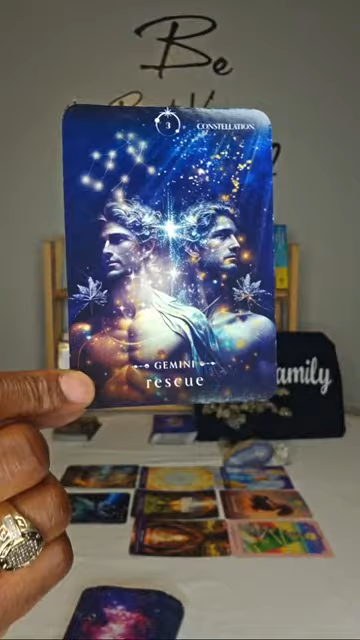 Be
3
CONSTELLATION
GEMINI
rescue
amily